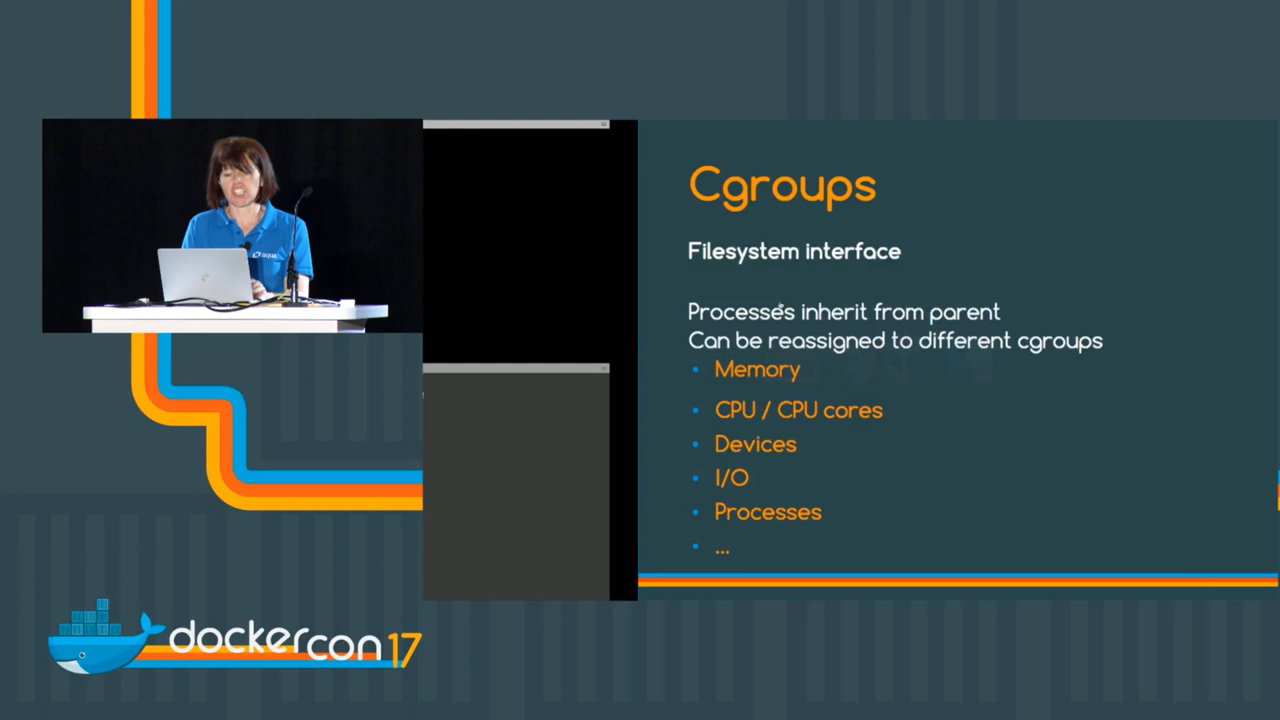 aqua
Cgroups
Filesystem interface
Processes inherit from parent
Can be reassigned to different cgroups
• Memory
• CPU / CPU cores
• Devices
• I/O
• Processes
• ...
dockercon 17